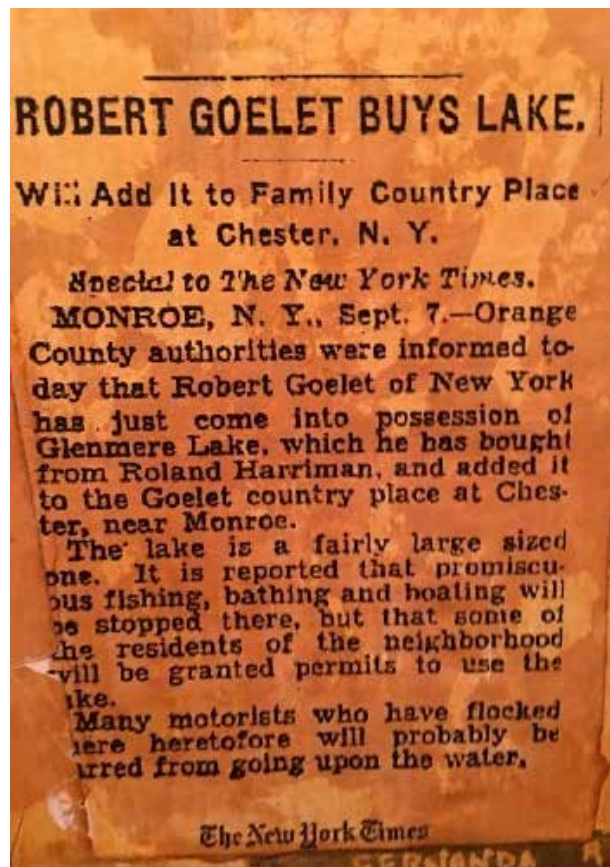 ROBERT GOELET BUYS LAKE.
Will Add It to Family Country Place
at Chester, N. Y.
Special to The New York Times.
MONROE, N. Y., Sept. 7.—Orange
County authorities were informed to-
day that Robert Goelet of New York
has just come into possession of
Glenmere Lake, which he has bought
from Roland Harriman, and added it
to the Goelet country place at Ches-
ter, near Monroe.
The lake is a fairly large sized
one. It is reported that promiscu-
ous fishing, bathing and boating will
be stopped there, but that some of
the residents of the neighborhood
will be granted permits to use the
ake.
Many motorists who have flocked
here heretofore will probably be
arred from going upon the water.
The New York Times